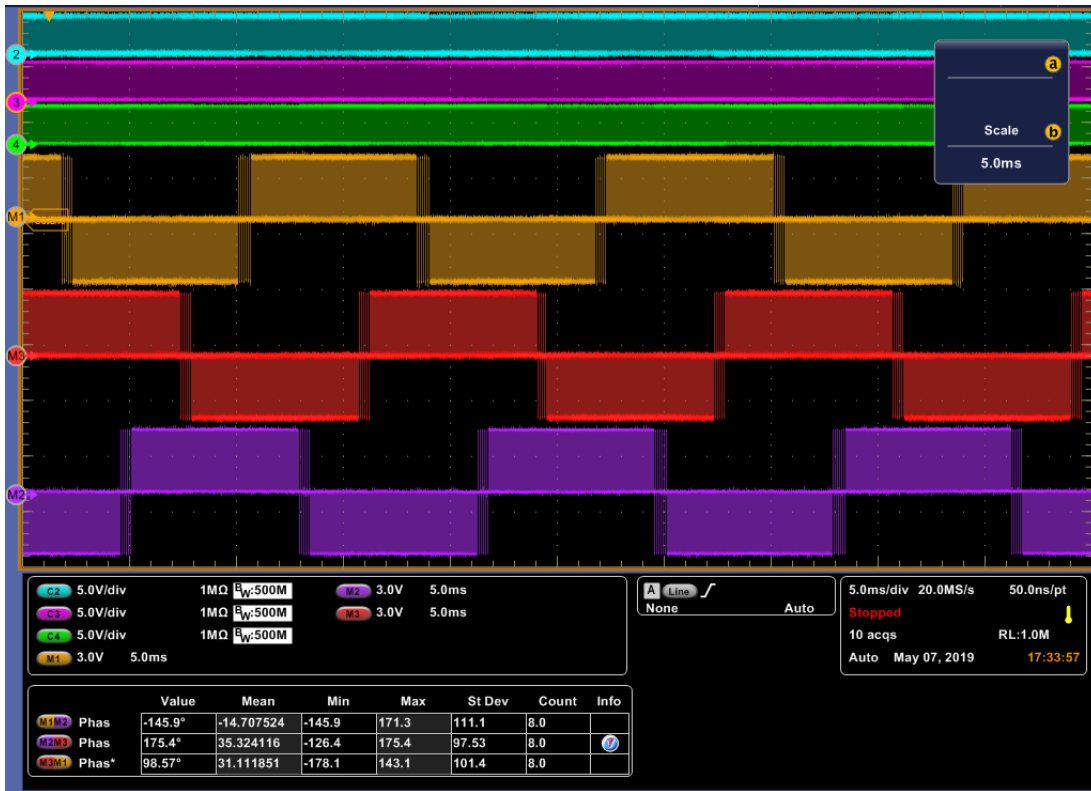 2
a
3
Scale b
4
5.0ms
M1
M3
M2
C2 5.0V/div 1MΩ BW:500M M2 3.0V 5.0ms A Line 5.0ms/div 20.0MS/s 50.0ns/pt
C3 5.0V/div 1MΩ BW:500M M3 3.0V 5.0ms None Auto Stopped
C4 5.0V/div 1MΩ BW:500M 10 acqs RL:1.0M
M1 3.0V 5.0ms Auto May 07, 2019 17:33:57
Value Mean Min Max St Dev Count Info
M1M2 Phas -145.9° -14.707524 -145.9 171.3 111.1 8.0
M2M3 Phas 175.4° 35.324116 -126.4 175.4 97.53 8.0
M3M1 Phas* 98.57° 31.111851 -178.1 143.1 101.4 8.0